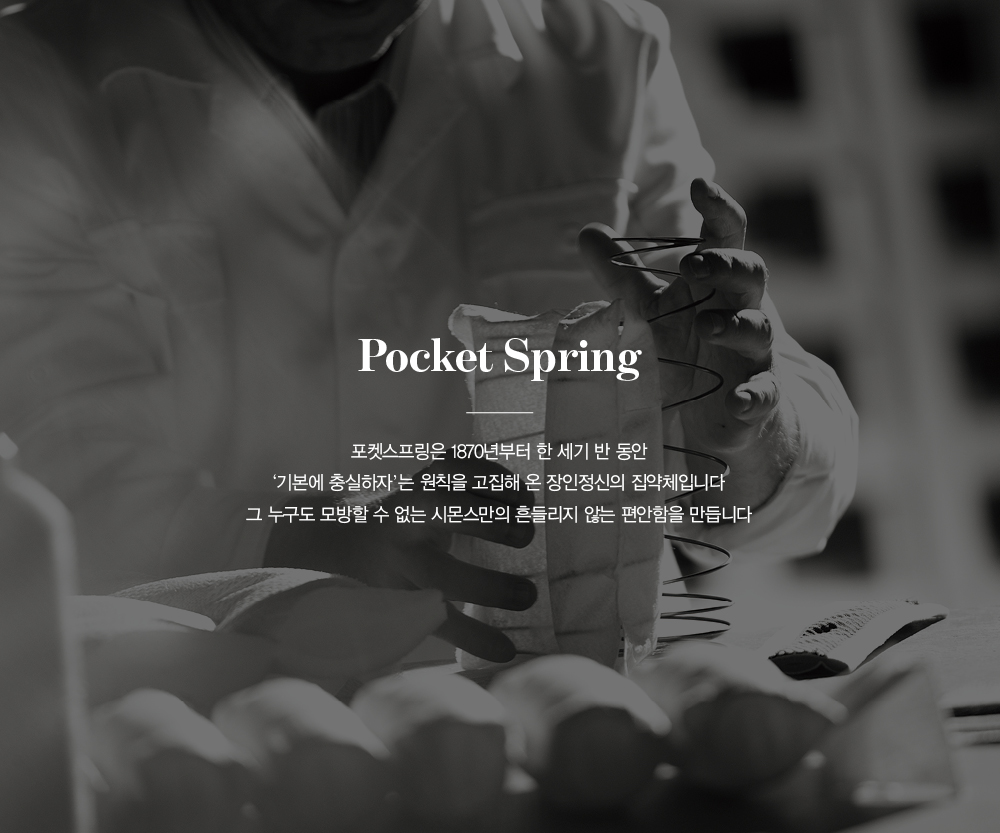 Pocket Spring
포켓스프링은 1870년부터 한 세기 반 동안
‘기본에 충실하자’는 원칙을 고집해 온 장인정신의 집약체입니다
그 누구도 모방할 수 없는 시몬스만의 흔들리지 않는 편안함을 만듭니다